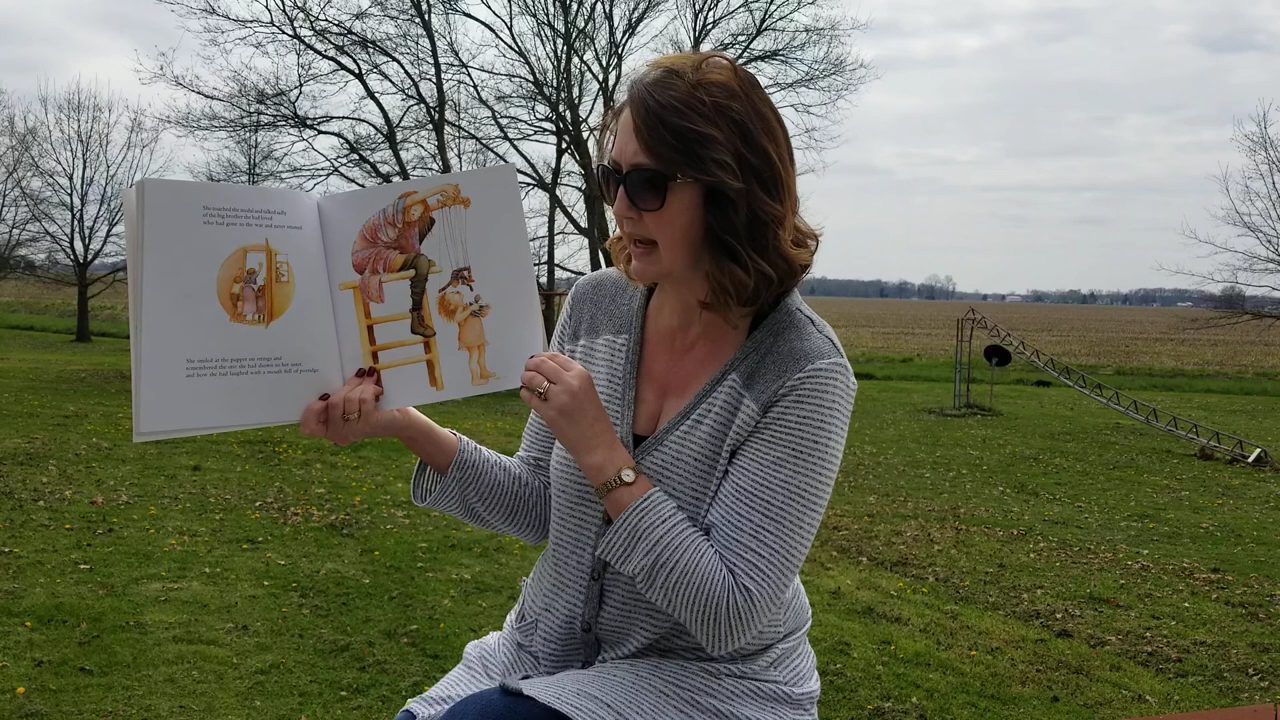 She touched the medal and talked sadly
of the big brother she had loved
who had gone to the war and never returned
She smiled at the puppet on strings and
remembered the one she had shown to her sister,
and how she had laughed with a mouth full of porridge.